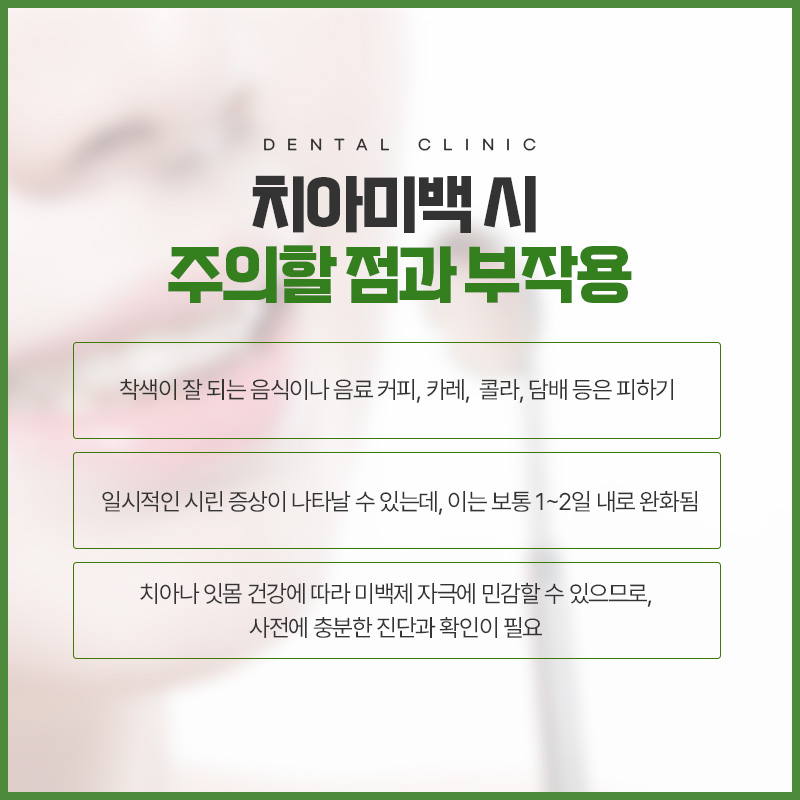 DENTAL CLINIC
치아미백 시
주의할 점과 부작용
착색이 잘 되는 음식이나 음료 커피, 카레, 콜라, 담배 등은 피하기
일시적인 시린 증상이 나타날 수 있는데, 이는 보통 1~2일 내로 완화됨
치아나 잇몸 건강에 따라 미백제 자극에 민감할 수 있으므로,
사전에 충분한 진단과 확인이 필요